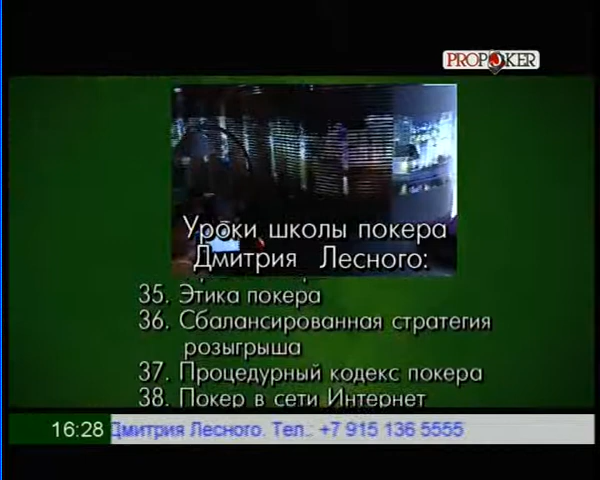 PROPOKER
Уроки школы покера
Дмитрия Лесного:
35. Этика покера
36. Сбалансированная стратегия
розыгрыша
37. Процедурный кодекс покера
38. Покер в сети Интернет
16:28 Дмитрия Лесного. Тел.: +7 915 136 5555